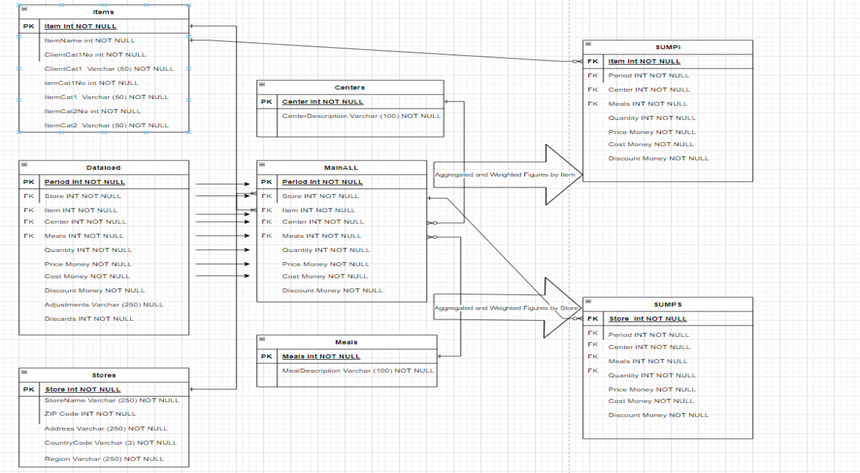 Items
PK Item int NOT NULL
ItemName int NOT NULL
ClientCat1No int NOT NULL
ClientCat1 Varchar (50) NOT NULL
temCat1No int NOT NULL
ItemCat1 Varchar (50) NOT NULL
ItemCat2No int NOT NULL
ItemCat2 Varchar (50) NOT NULL
Centers
PK Center int NOT NULL
CenterDescription Varchar (100) NOT NULL
SUMPI
FK Item int NOT NULL
FK Period INT NOT NULL
FK Center INT NOT NULL
FK Meals INT NOT NULL
Quantity INT NOT NULL
Price Money NOT NULL
Cost Money NOT NULL
Discount Money NOT NULL
Dataload
PK Period int NOT NULL
FK Store INT NOT NULL
FK Item INT NOT NULL
FK Center INT NOT NULL
FK Meals INT NOT NULL
Quantity INT NOT NULL
Price Money NOT NULL
Cost Money NOT NULL
Discount Money NOT NULL
Adjustments Varchar (250) NOT NULL
Discards INT NOT NULL
MainALL
PK Period int NOT NULL
FK Store INT NOT NULL
FK Item INT NOT NULL
FK Center INT NOT NULL
FK Meals INT NOT NULL
Quantity INT NOT NULL
Price Money NOT NULL
Cost Money NOT NULL
Discount Money NOT NULL
Aggregated and Weighted Figures by Item
Aggregated and Weighted Figures by Store
SUMPS
FK Store int NOT NULL
FK Period INT NOT NULL
FK Center INT NOT NULL
FK Meals INT NOT NULL
FK Quantity INT NOT NULL
Price Money NOT NULL
Cost Money NOT NULL
Discount Money NOT NULL
Meals
PK Meals int NOT NULL
MealDescription Varchar (100) NOT NULL
Stores
PK Store int NOT NULL
StoreName Varchar (250) NOT NULL
ZIP Code INT NOT NULL
Address Varchar (250) NOT NULL
CountryCode Varchar (3) NOT NULL
Region Varchar (250) NOT NULL